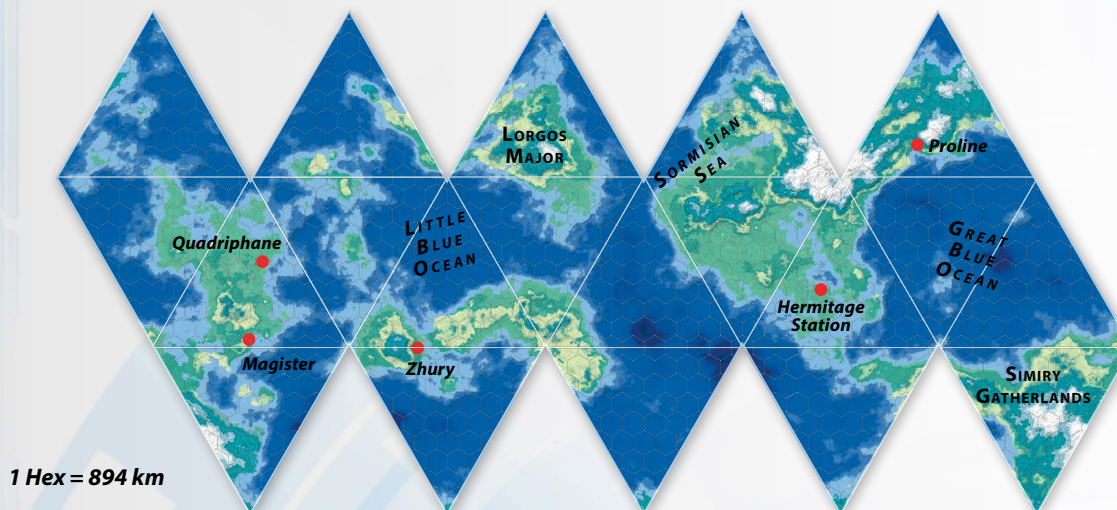 Lorgos
Major
Sormisian
Sea
Proline
Quadriphane
Little
Blue
Ocean
Great
Blue
Ocean
Hermitage
Station
Magister
Zhury
Simiry
Gatherlands
1 Hex = 894 km